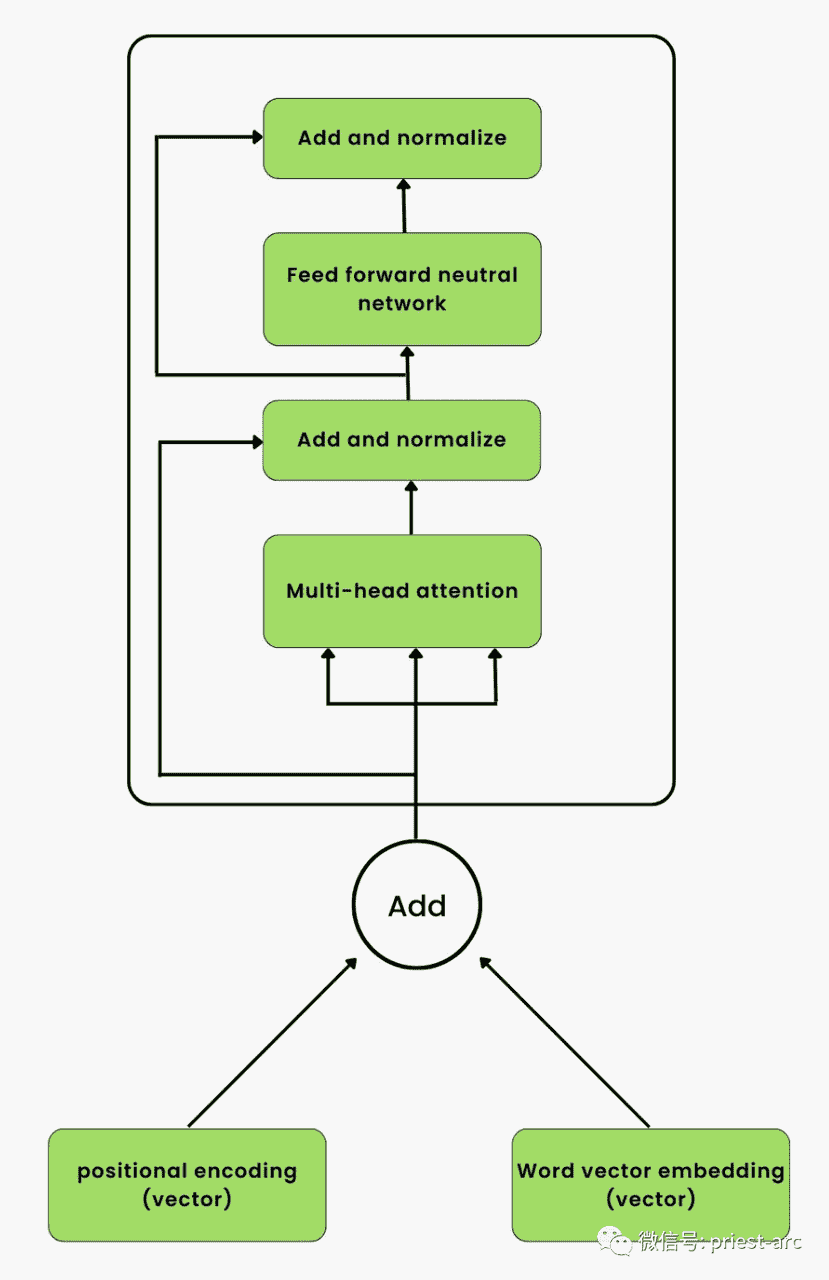 Add and normalize
Feed forward neutral
network
Add and normalize
Multi-head attention
Add
positional encoding
(vector)
Word vector embedding
(vector)
微信号: priest-arc